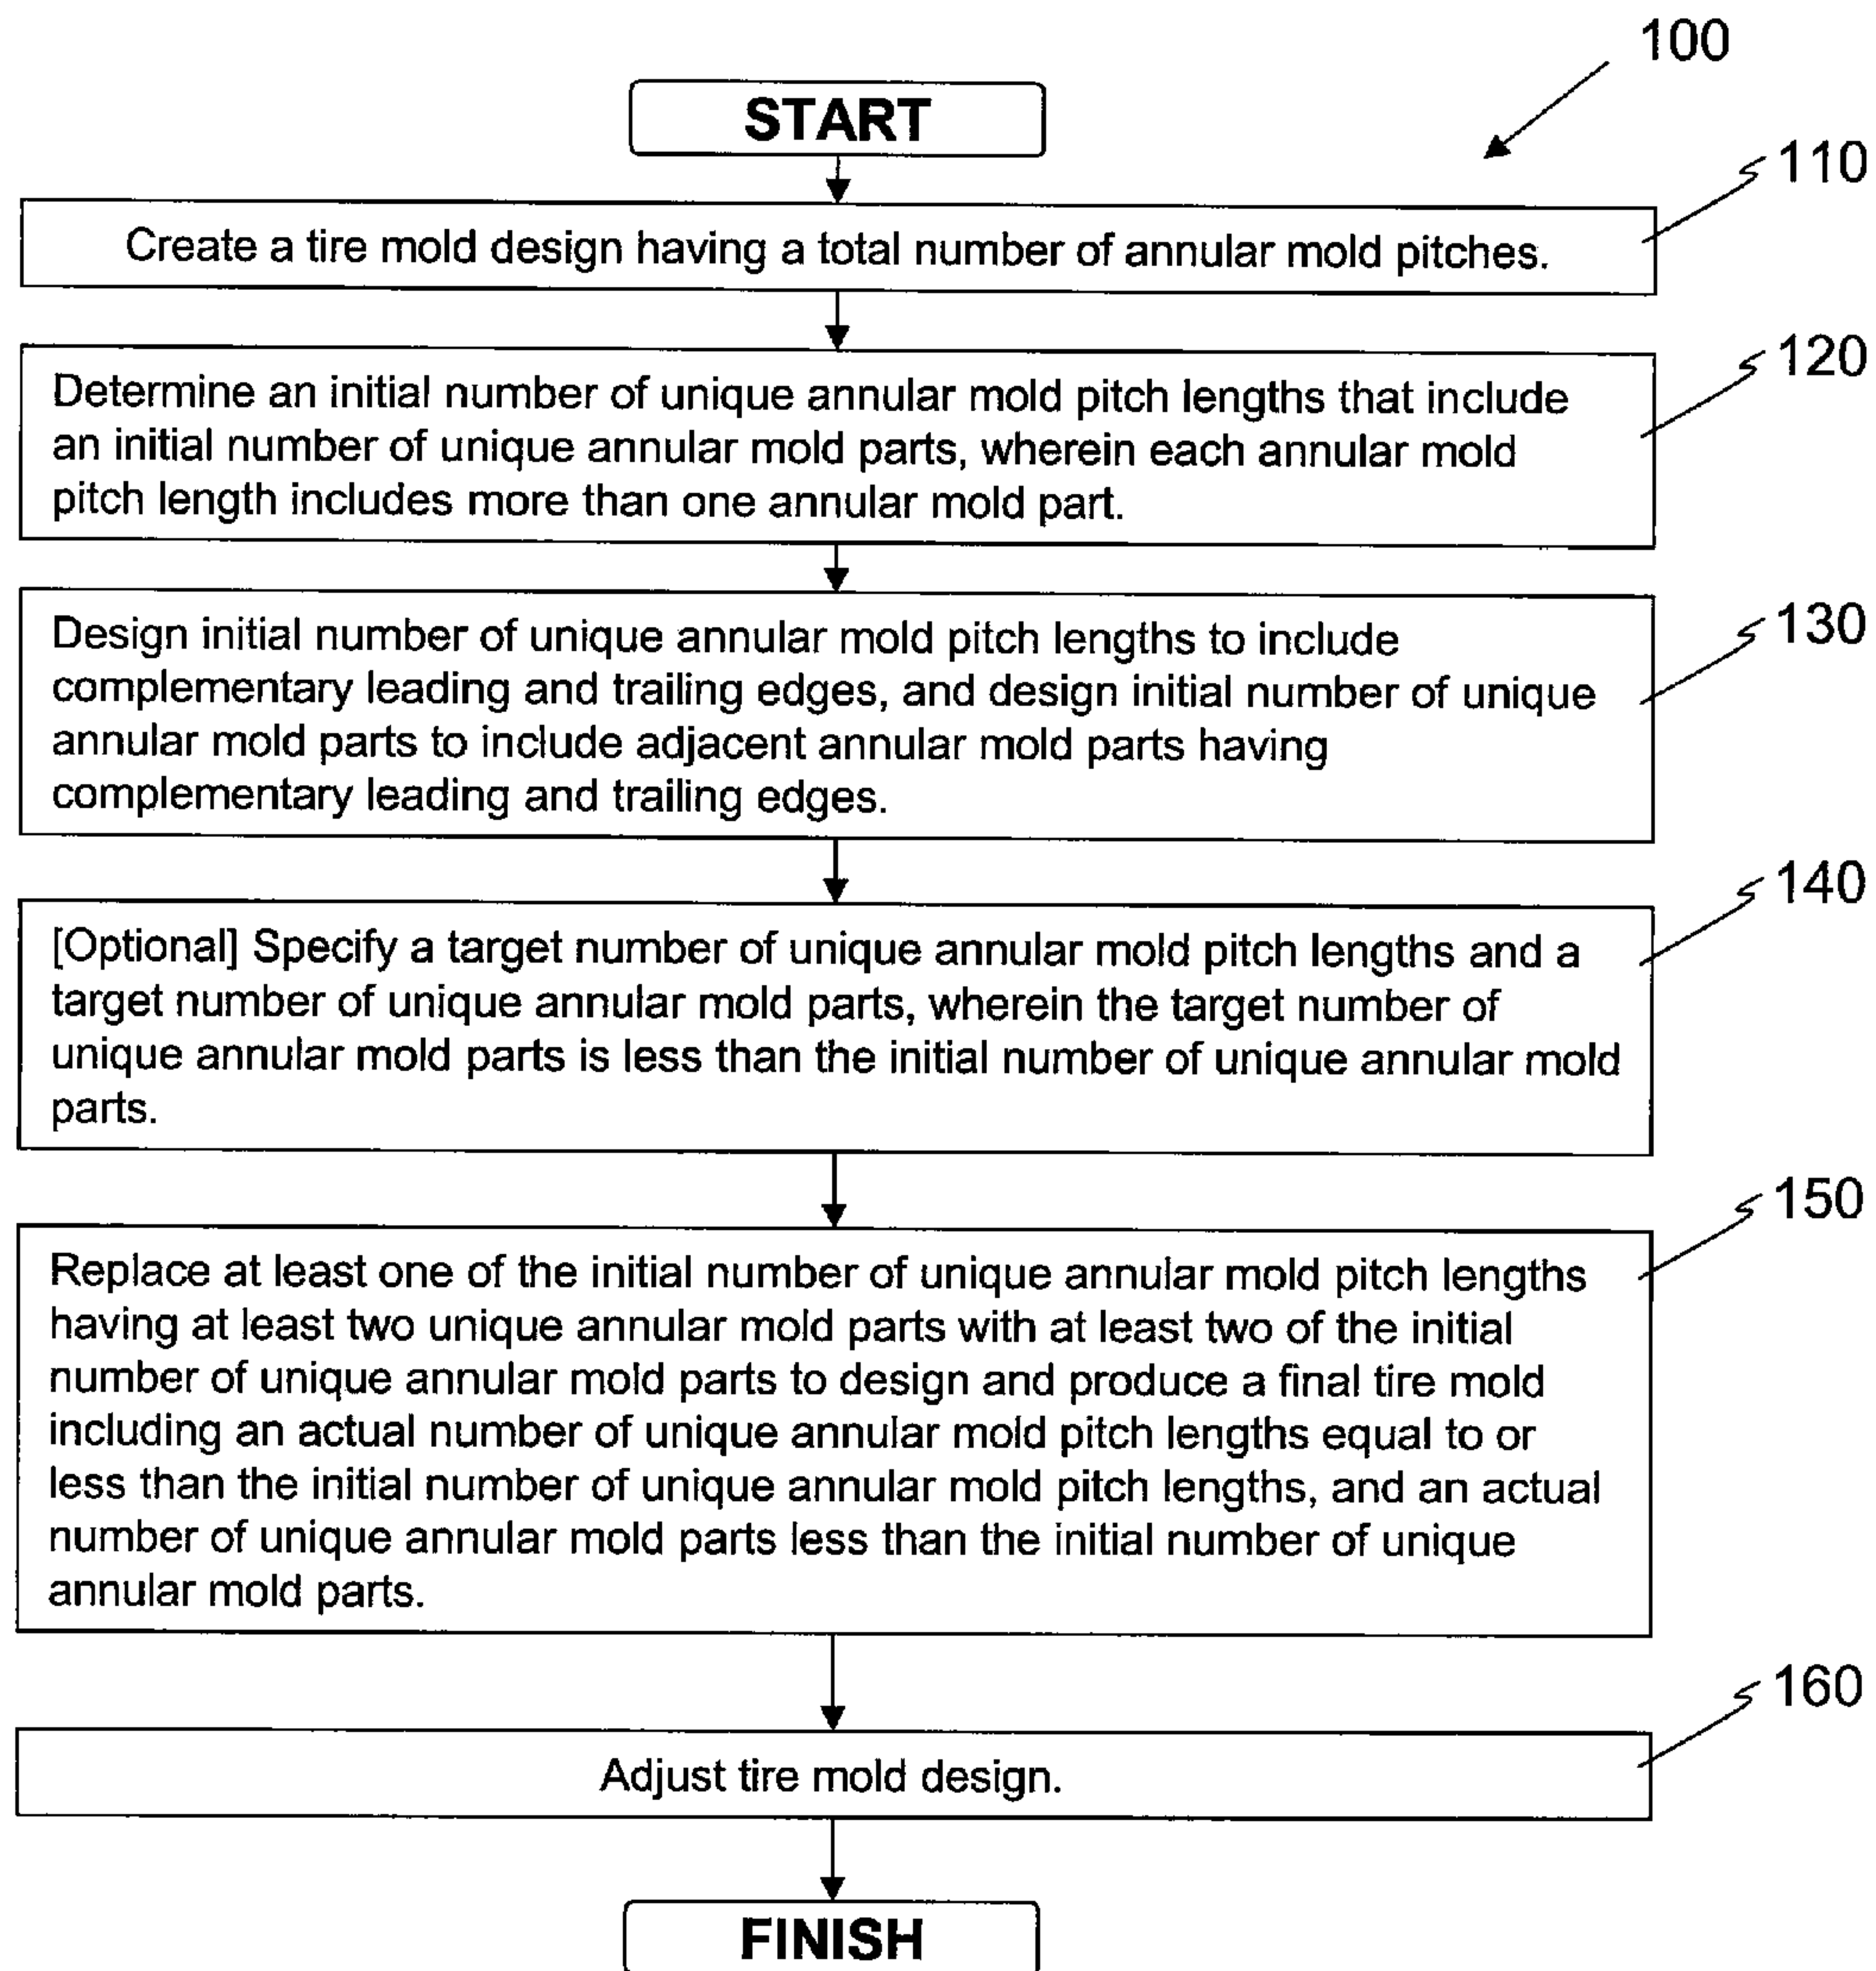 100
START
110
Create a tire mold design having a total number of annular mold pitches.
120
Determine an initial number of unique annular mold pitch lengths that include
an initial number of unique annular mold parts, wherein each annular mold
pitch length includes more than one annular mold part.
130
Design initial number of unique annular mold pitch lengths to include
complementary leading and trailing edges, and design initial number of unique
annular mold parts to include adjacent annular mold parts having
complementary leading and trailing edges.
140
[Optional] Specify a target number of unique annular mold pitch lengths and a
target number of unique annular mold parts, wherein the target number of
unique annular mold parts is less than the initial number of unique annular mold
parts.
150
Replace at least one of the initial number of unique annular mold pitch lengths
having at least two unique annular mold parts with at least two of the initial
number of unique annular mold parts to design and produce a final tire mold
including an actual number of unique annular mold pitch lengths equal to or
less than the initial number of unique annular mold pitch lengths, and an actual
number of unique annular mold parts less than the initial number of unique
annular mold parts.
160
Adjust tire mold design.
FINISH